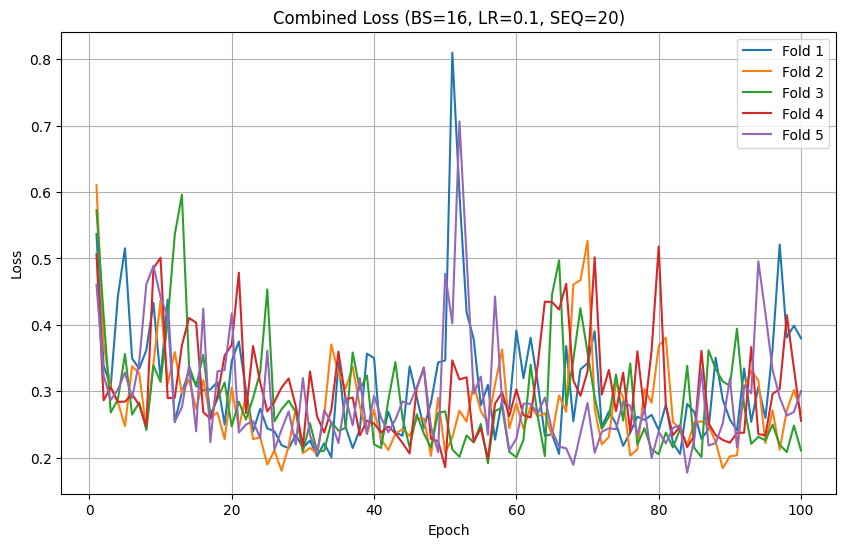 Combined Loss (BS=16, LR=0.1, SEQ=20)
Fold 1
Fold 2
Fold 3
Fold 4
Fold 5
Loss
0.8
0.7
0.6
0.5
0.4
0.3
0.2
0 20 40 60 80 100
Epoch